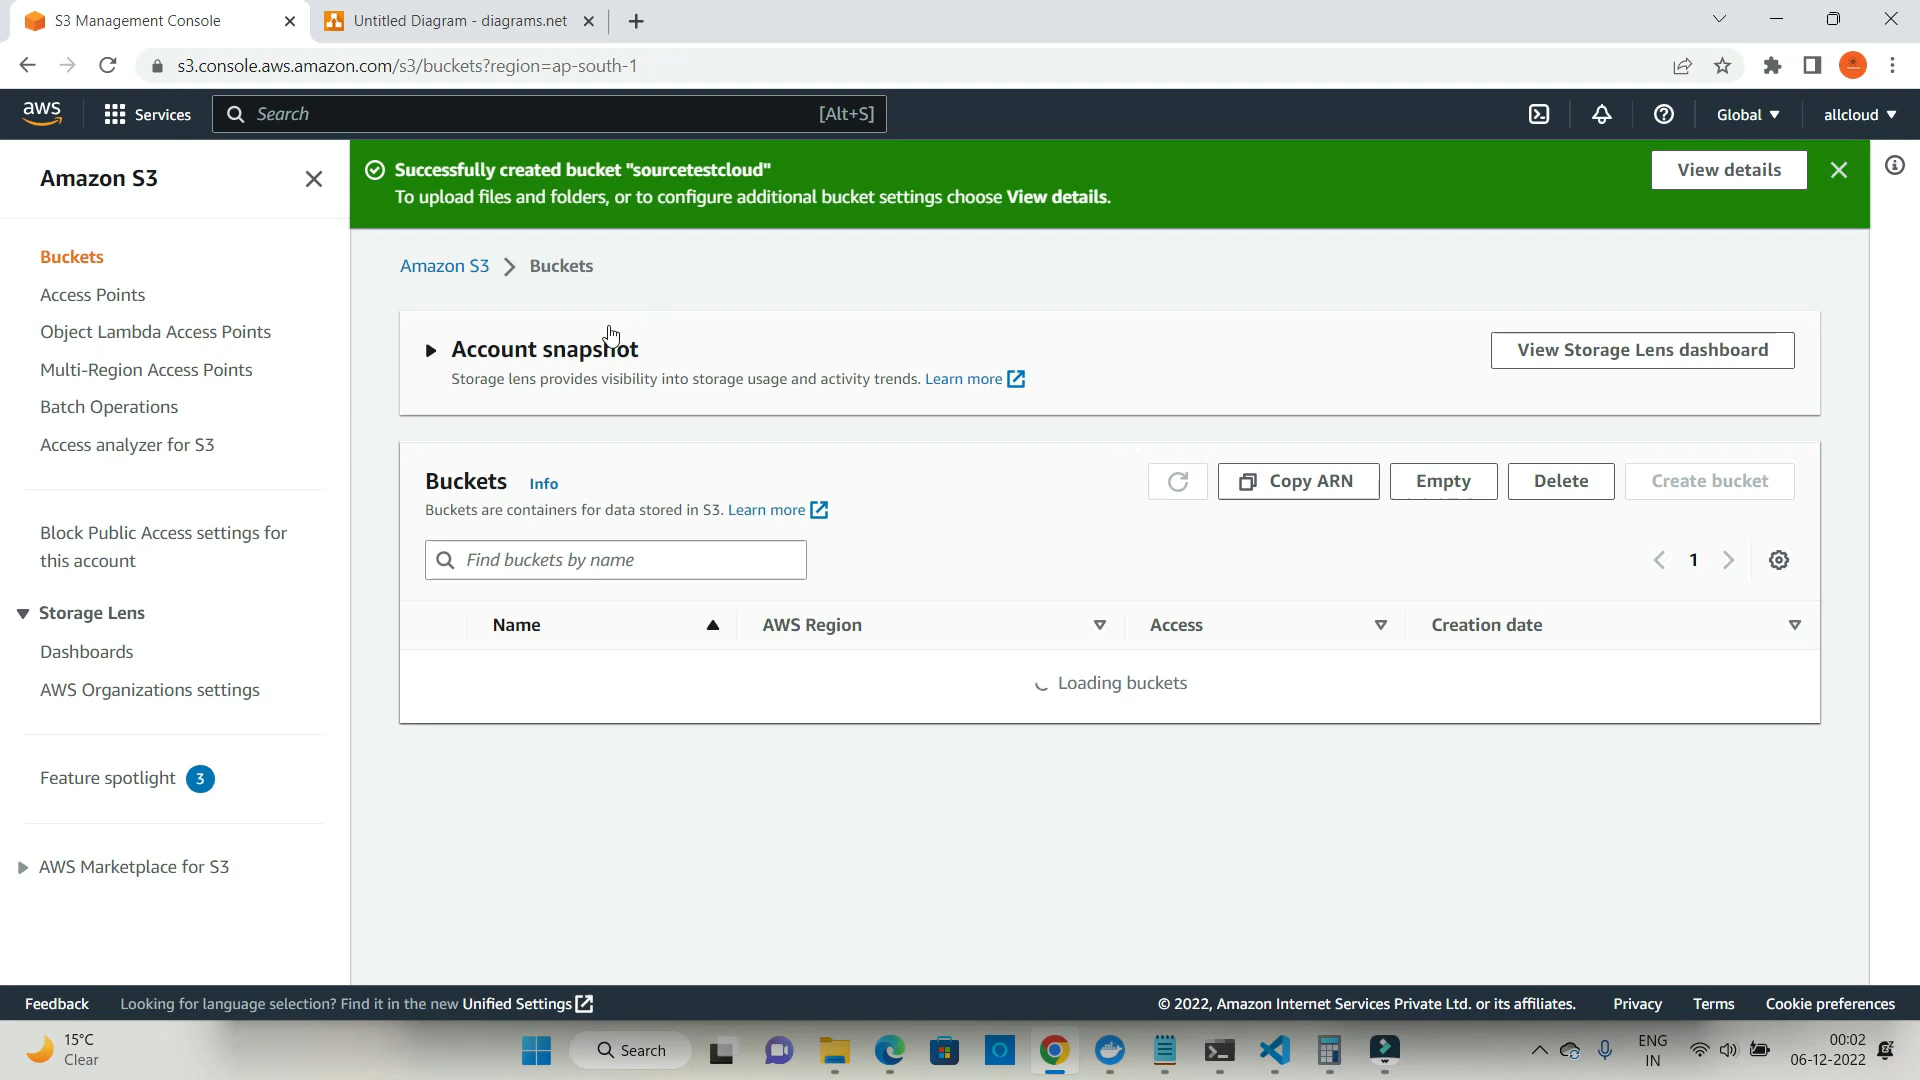 S3 Management Console
Untitled Diagram - diagrams.net
s3.console.aws.amazon.com/s3/buckets?region=ap-south-1
aws
Services
Search
[Alt+S]
Global
allcloud
Amazon S3
Buckets
Access Points
Object Lambda Access Points
Multi-Region Access Points
Batch Operations
Access analyzer for S3
Block Public Access settings for
this account
Storage Lens
Dashboards
AWS Organizations settings
Feature spotlight 3
AWS Marketplace for S3
Successfully created bucket "sourcetestcloud"
To upload files and folders, or to configure additional bucket settings choose View details.
View details
Amazon S3 > Buckets
Account snapshot
Storage lens provides visibility into storage usage and activity trends. Learn more
View Storage Lens dashboard
Buckets Info
Buckets are containers for data stored in S3. Learn more
Copy ARN
Empty
Delete
Create bucket
Find buckets by name
1
Name
AWS Region
Access
Creation date
Loading buckets
Feedback
Looking for language selection? Find it in the new Unified Settings
© 2022, Amazon Internet Services Private Ltd. or its affiliates.
Privacy
Terms
Cookie preferences
15°C
Clear
Search
ENG
IN
00:02
06-12-2022